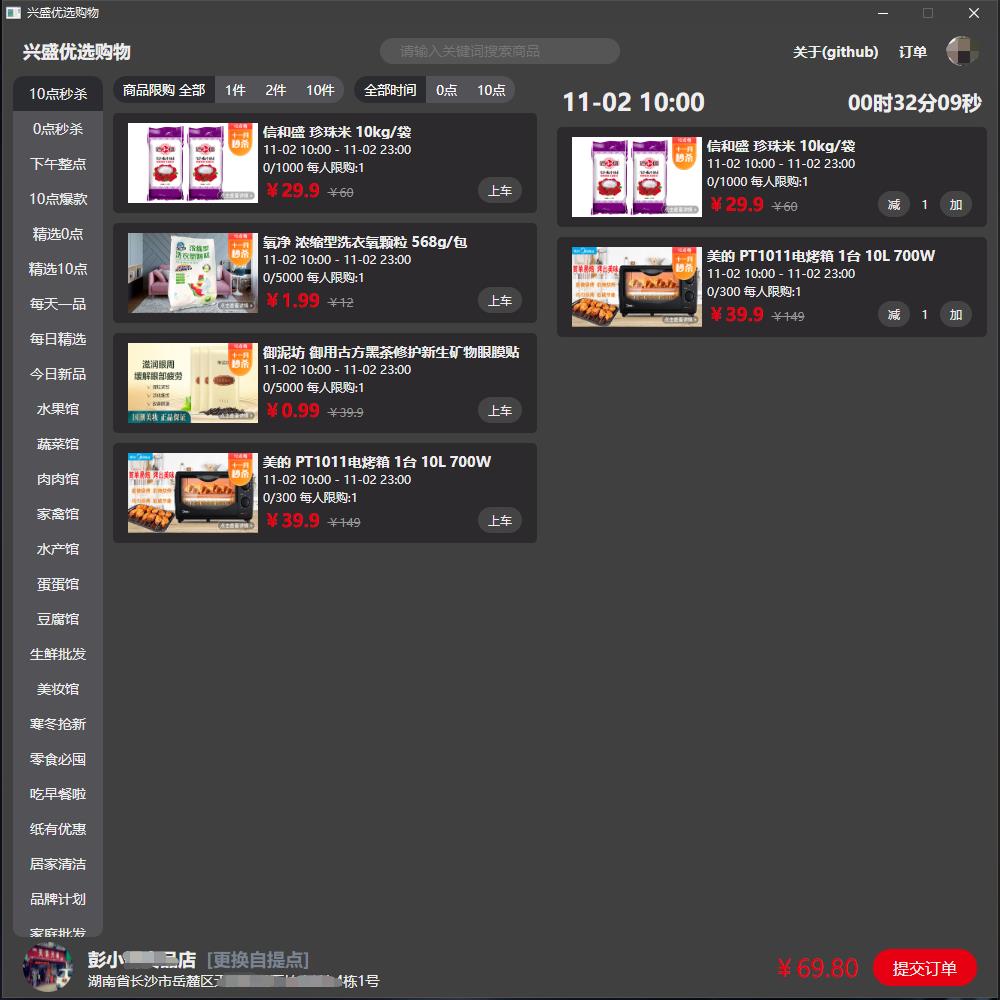 兴盛优选购物
兴盛优选购物
请输入关键词搜索商品
关于(github) 订单
10点秒杀
0点秒杀
下午整点
10点爆款
精选0点
精选10点
每天一品
每日精选
今日新品
水果馆
蔬菜馆
肉肉馆
家禽馆
水产馆
蛋蛋馆
豆腐馆
生鲜批发
美妆馆
寒冬抢新
零食必囤
吃早餐啦
纸有优惠
居家清洁
品牌计划
家庭批发
商品限购 全部 1件 2件 10件
全部时间 0点 10点
信和盛 珍珠米 10kg/袋
11-02 10:00 - 11-02 23:00
0/1000 每人限购:1
￥29.9 ￥60
上车
氧净 浓缩型洗衣氧颗粒 568g/包
11-02 10:00 - 11-02 23:00
0/5000 每人限购:1
￥1.99 ￥12
上车
滋润眼周
缓解眼部疲劳
国潮美妆 正品保证
御泥坊 御用古方黑茶修护新生矿物眼膜贴
11-02 10:00 - 11-02 23:00
0/5000 每人限购:1
￥0.99 ￥39.9
上车
美的 PT1011电烤箱 1台 10L 700W
11-02 10:00 - 11-02 23:00
0/300 每人限购:1
￥39.9 ￥149
上车
11-02 10:00
00时32分09秒
信和盛 珍珠米 10kg/袋
11-02 10:00 - 11-02 23:00
0/1000 每人限购:1
￥29.9 ￥60
减 1 加
美的 PT1011电烤箱 1台 10L 700W
11-02 10:00 - 11-02 23:00
0/300 每人限购:1
￥39.9 ￥149
减 1 加
彭小 店 [更换自提点]
湖南省长沙市岳麓区 栋1号
￥69.80
提交订单